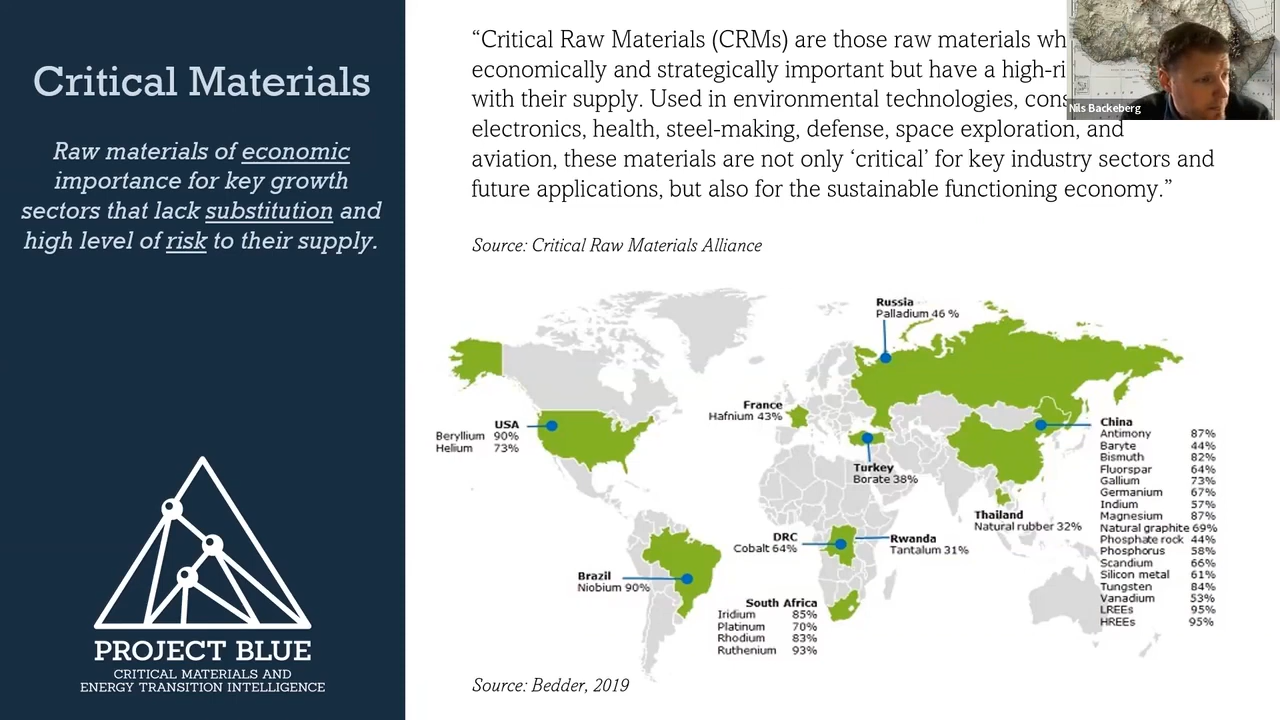 Critical Materials
Raw materials of economic
importance for key growth
sectors that lack substitution and
high level of risk to their supply.
PROJECT BLUE
CRITICAL MATERIALS AND
ENERGY TRANSITION INTELLIGENCE
“Critical Raw Materials (CRMs) are those raw materials
economically and strategically important but have a
with their supply. Used in environmental technologies,
electronics, health, steel-making, defense, space exploration, and
aviation, these materials are not only ‘critical’ for key industry sectors and
future applications, but also for the sustainable functioning economy.”
Nils Backeberg
Source: Critical Raw Materials Alliance
Russia
Palladium 46 %
France
Hafnium 43%
USA
Beryllium 90%
Helium 73%
Turkey
Borate 38%
China
Antimony 87%
Baryte 44%
Bismuth 82%
Fluorspar 64%
Gallium 73%
Germanium 67%
Indium 57%
Magnesium 87%
Natural graphite 69%
Phosphate rock 44%
Phosphorus 58%
Scandium 66%
Silicon metal 61%
Tungsten 84%
Vanadium 53%
LREEs 95%
HREEs 95%
Thailand
Natural rubber 32%
DRC
Cobalt 64%
Rwanda
Tantalum 31%
Brazil
Niobium 90%
South Africa
Iridium 85%
Platinum 70%
Rhodium 83%
Ruthenium 93%
Source: Bedder, 2019